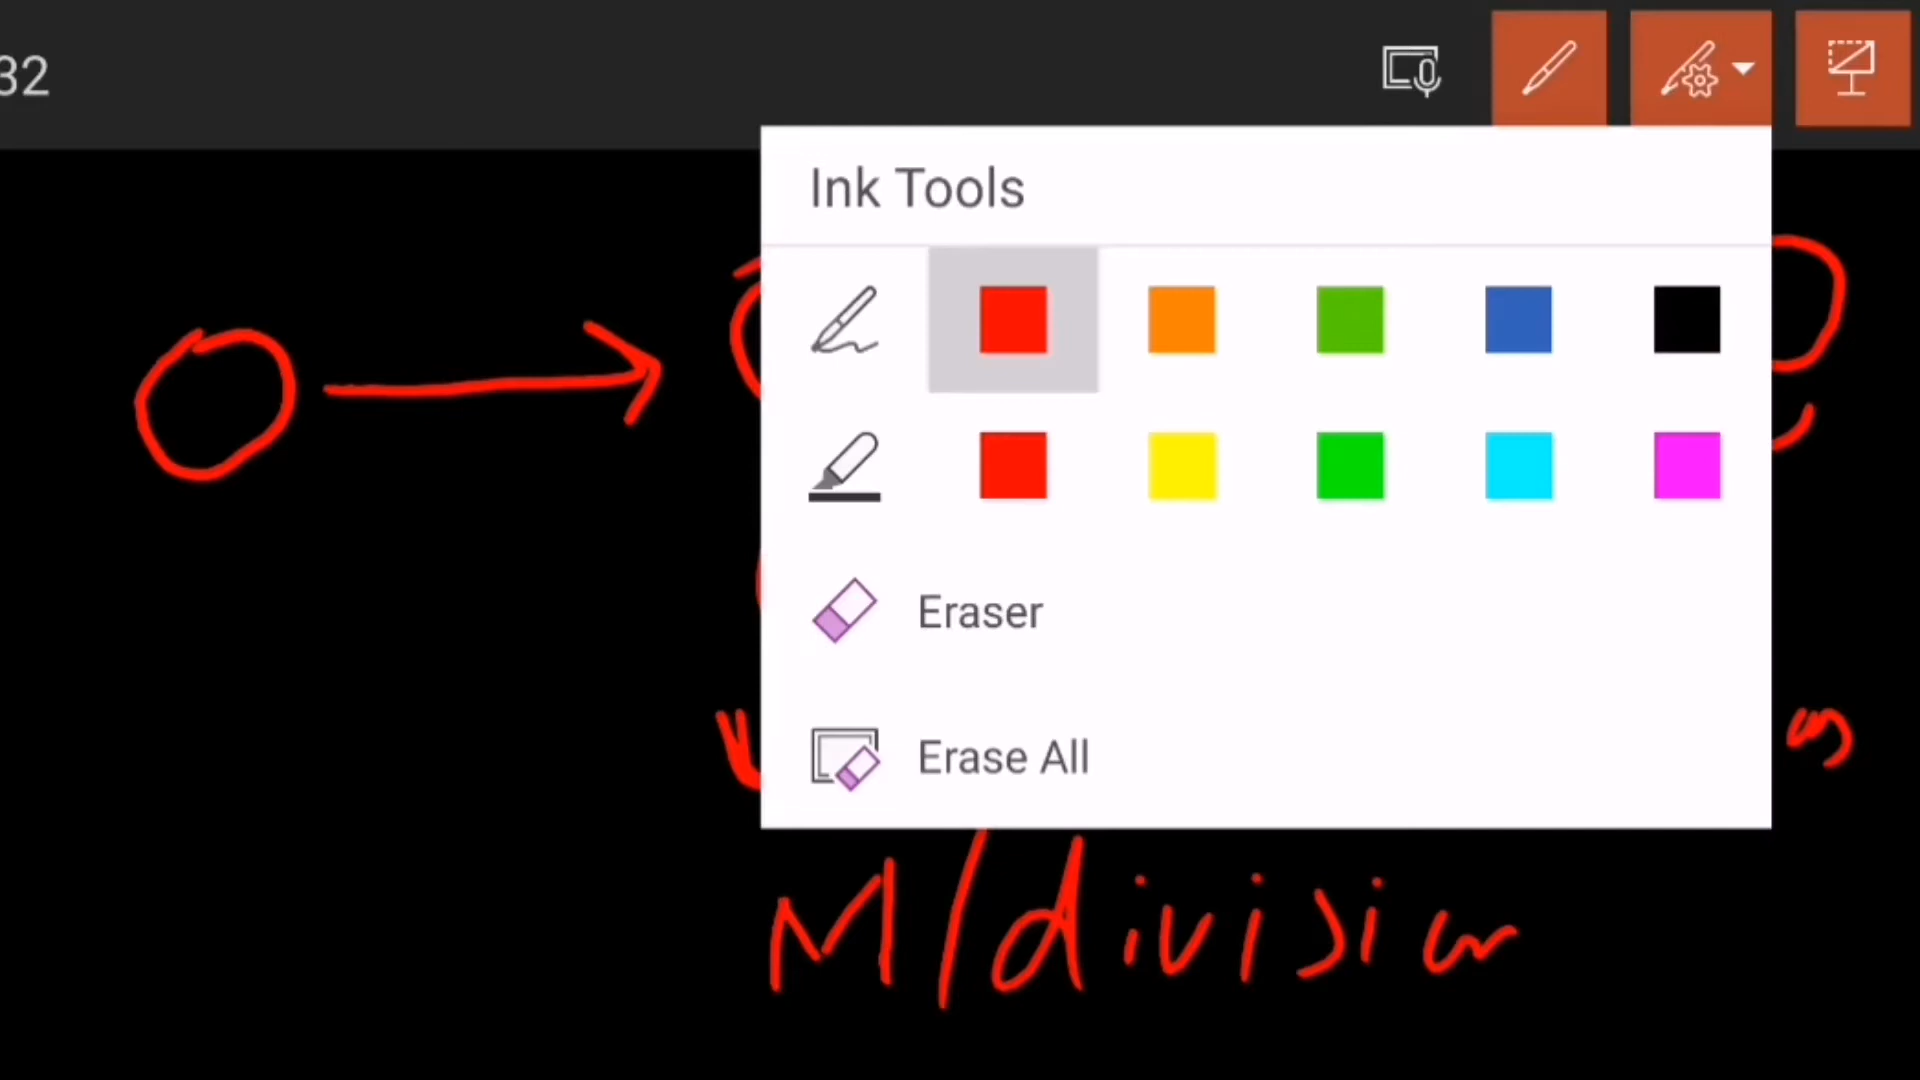 32
Ink Tools
Eraser
Erase All
M/division